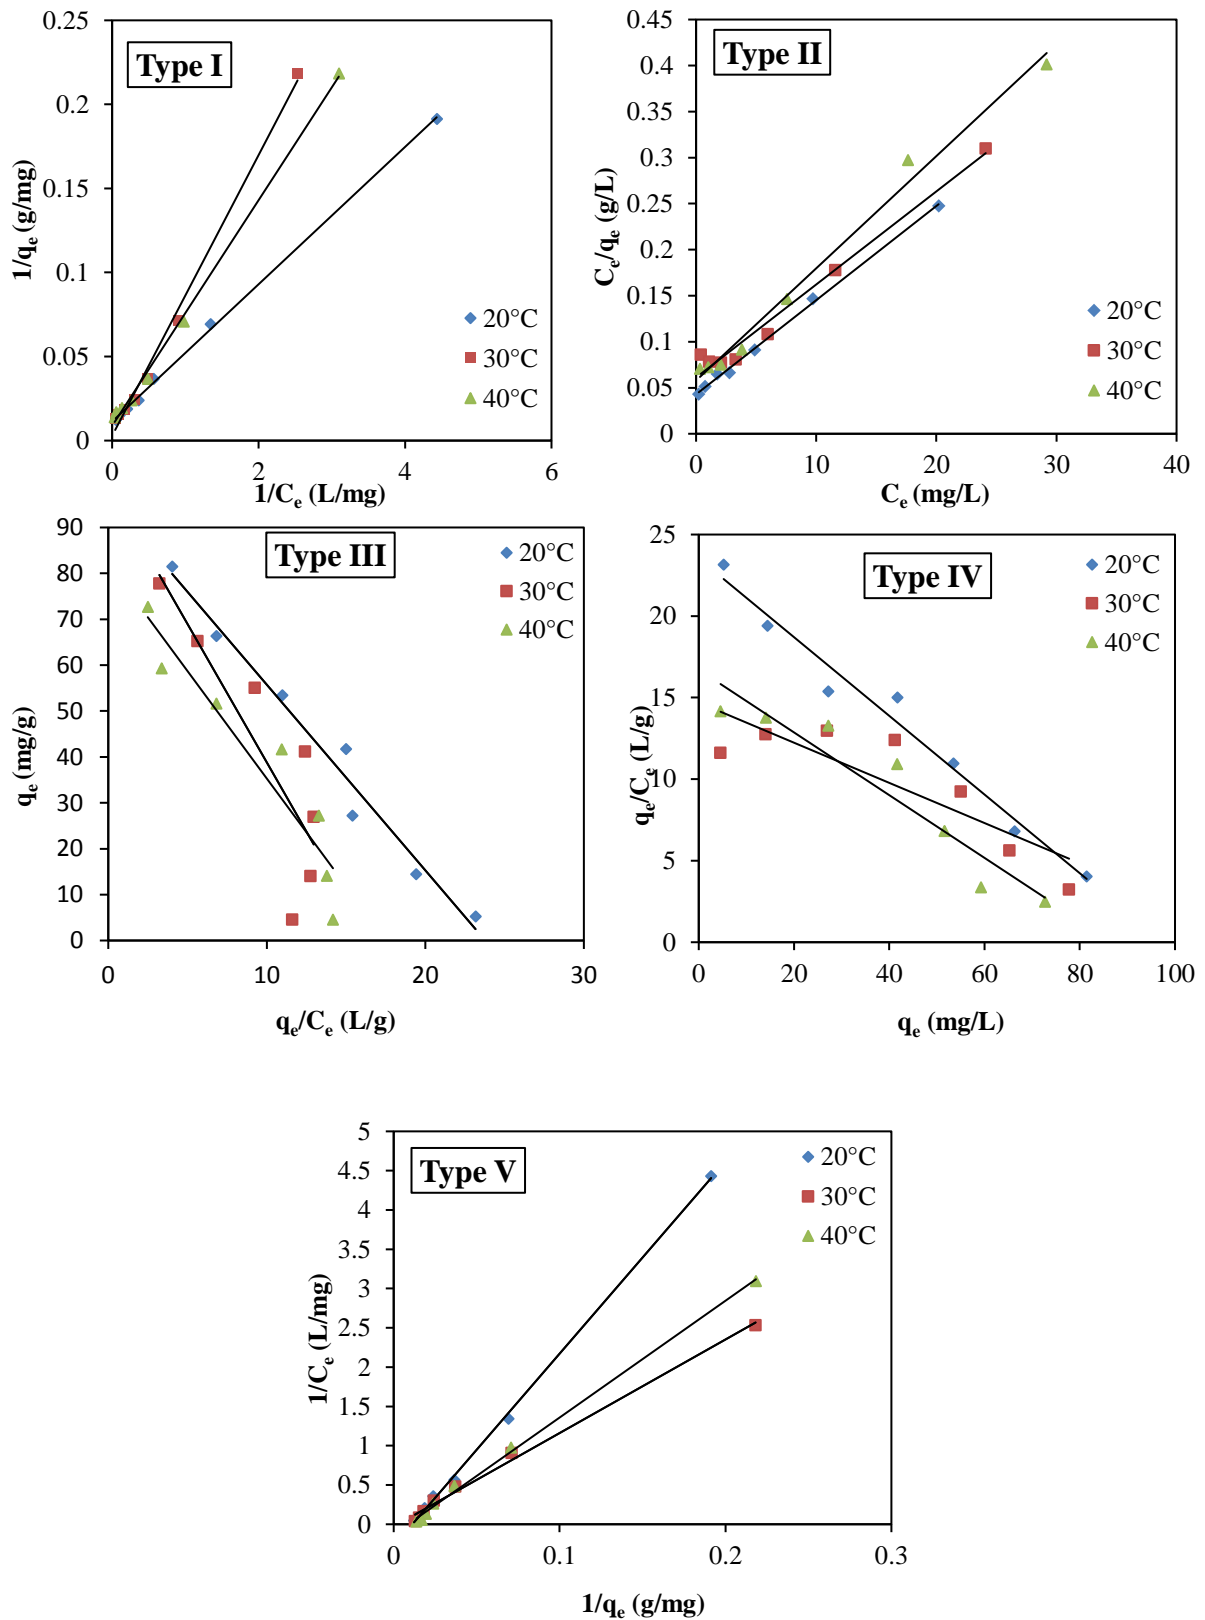 Type I
0.25
0.2
0.15
0.1
0.05
0
0 2 4 6
1/qe (g/mg)
1/Ce (L/mg)
20°C
30°C
40°C
Type II
0.45
0.4
0.35
0.3
0.25
0.2
0.15
0.1
0.05
0
0 10 20 30 40
Ce/qe (g/L)
Ce (mg/L)
20°C
30°C
40°C
Type III
90
80
70
60
50
40
30
20
10
0
0 10 20 30
qe (mg/g)
qe/Ce (L/g)
20°C
30°C
40°C
Type IV
25
20
15
10
5
0
0 20 40 60 80 100
qe/Ce (L/g)
qe (mg/L)
20°C
30°C
40°C
Type V
5
4.5
4
3.5
3
2.5
2
1.5
1
0.5
0
0 0.1 0.2 0.3
1/Ce (L/mg)
1/qe (g/mg)
20°C
30°C
40°C